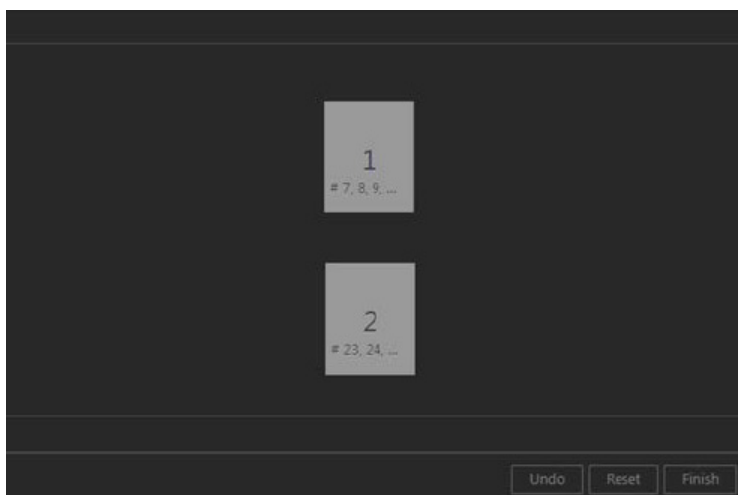 1
# 7, 8, 9, ...
2
# 23, 24, ...
Undo Reset Finish